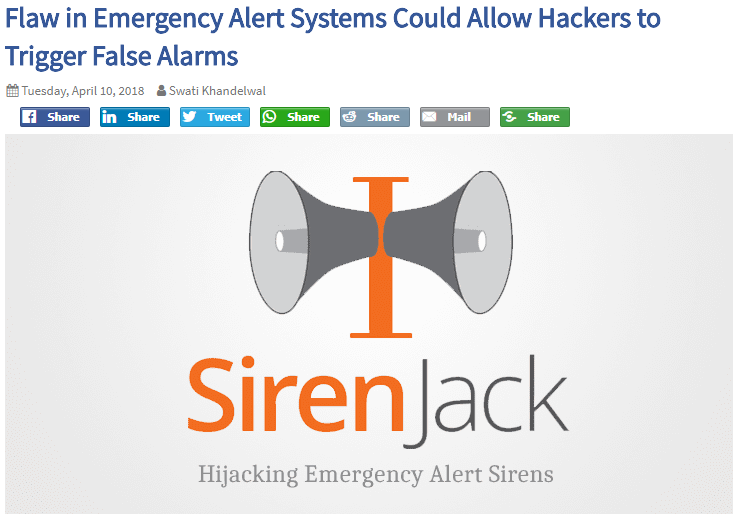 Flaw in Emergency Alert Systems Could Allow Hackers to
Trigger False Alarms
Tuesday, April 10, 2018 Swati Khandelwal
f Share in Share Tweet Share Share Mail Share
SirenJack
Hijacking Emergency Alert Sirens